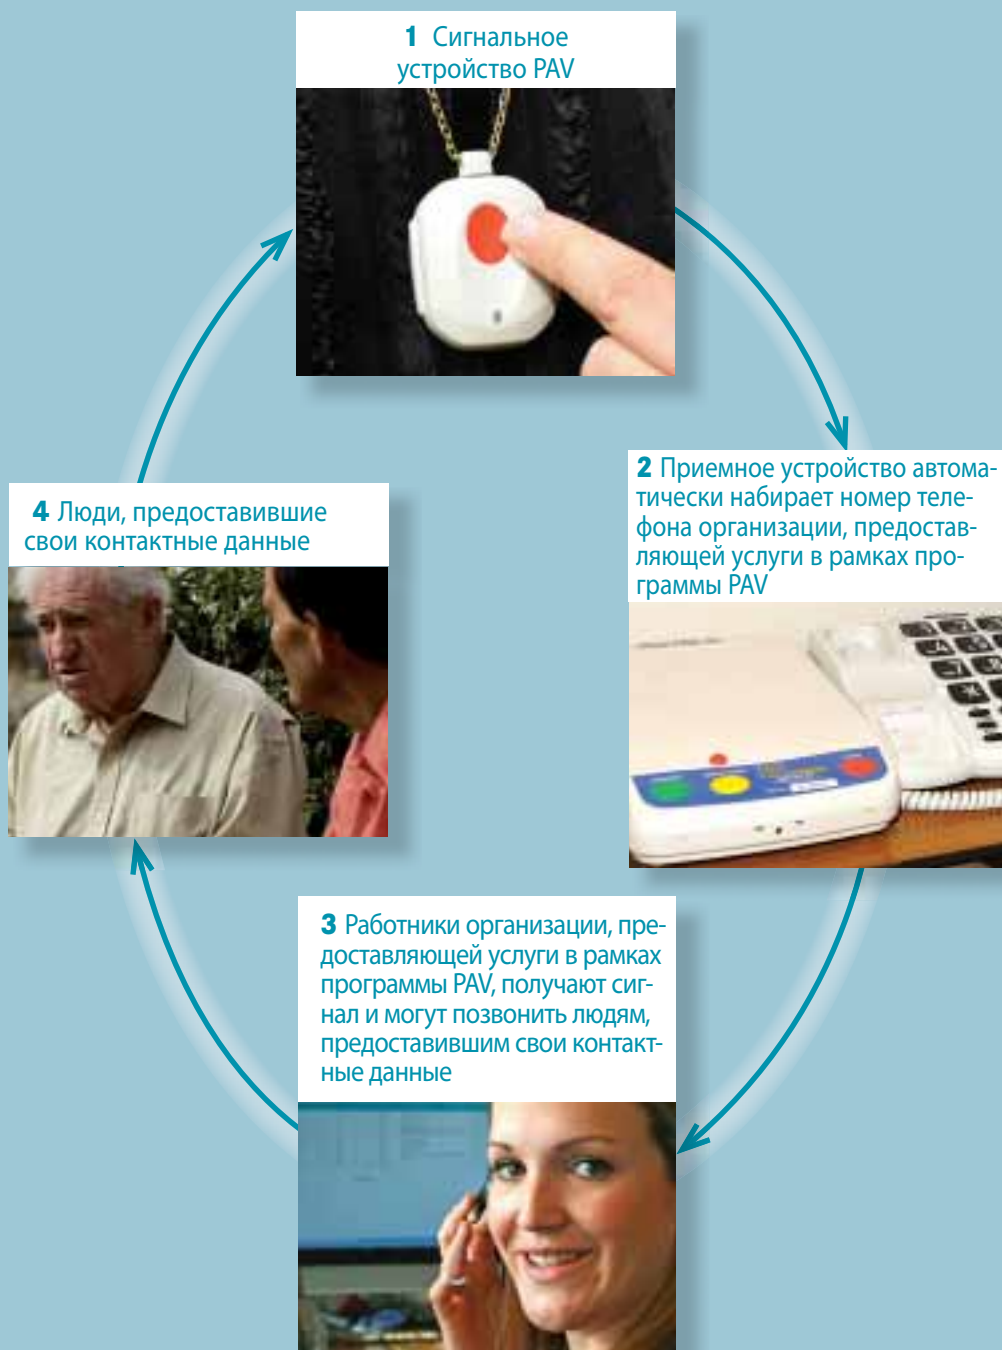 1 Сигнальное
устройство PAV
2 Приемное устройство автома-
тически набирает номер теле-
фона организации, предостав-
ляющей услуги в рамках про-
граммы PAV
3 Работники организации, пре-
доставляющей услуги в рамках
программы PAV, получают сиг-
нал и могут позвонить людям,
предоставившим свои контакт-
ные данные
4 Люди, предоставившие
свои контактные данные